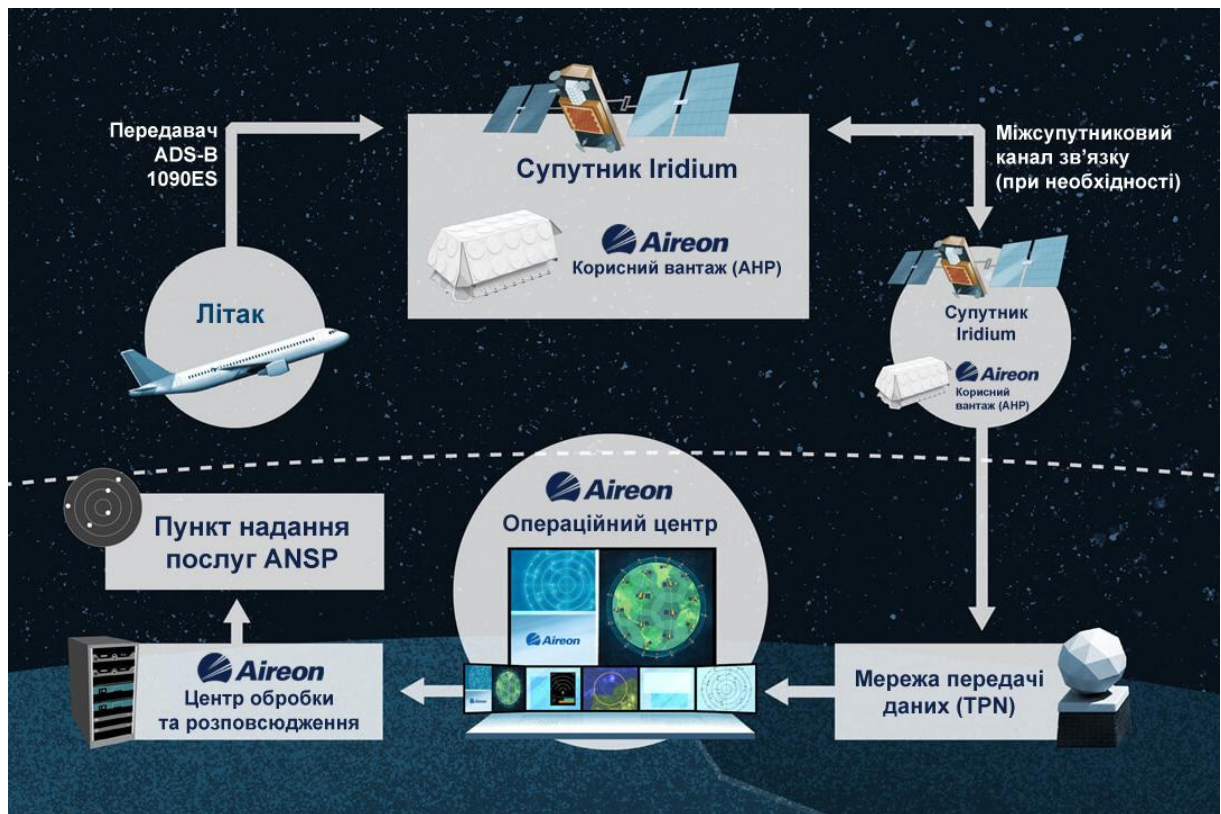 Передавач
ADS-B
1090ES
Супутник Iridium
Aireon
Корисний вантаж (AHP)
Міжсупутниковий
канал зв’язку
(при необхідності)
Літак
Супутник
Iridium
Aireon
Корисний
вантаж (AHP)
Aireon
Операційний центр
Aireon
Aireon
Пункт надання
послуг ANSP
Aireon
Центр обробки
та розповсюдження
Мережа передачі
даних (TPN)